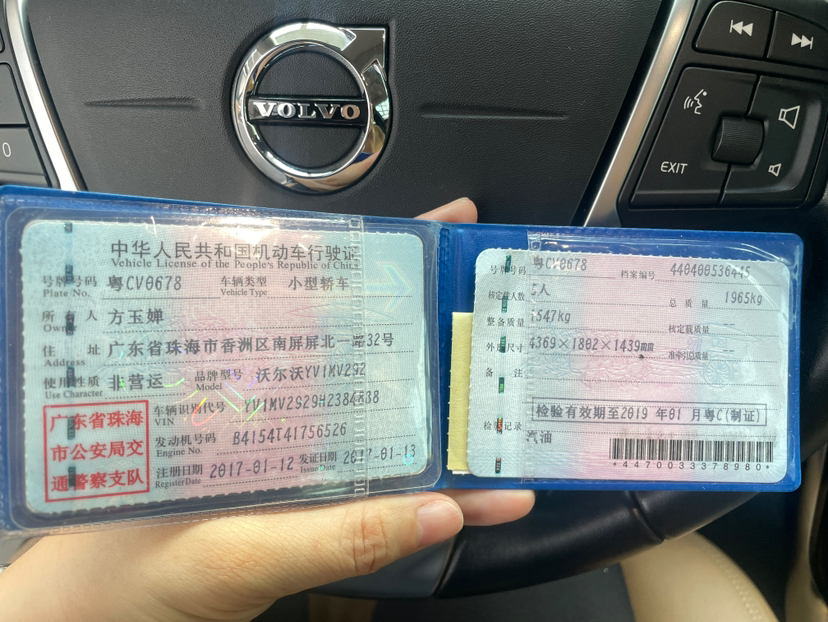 VOLVO
EXIT
0
中华人民共和国机动车行驶证
Vehicle License of the People's Republic of China
号牌号码 粤CV0678 车辆类型 小型轿车
Plate No. Vehicle Type
所有人 方玉婵
Owner
住址 广东省珠海市香洲区南屏屏北一路32号
Address
使用性质 非营运 品牌型号 沃尔沃YV1MV292
Use Character Model
广东省珠海
市公安局交
通警察支队
车辆识别代号
VIN
发动机号码
Engine No.
注册日期 2017-01-12 发证日期 2017-01-13
Register Date Issue Date
号牌号码 粤CV0678 档案编号 440400536445
核定载人数 5人 总质量 1965kg
整备质量 1547kg 核定载质量 --
外廓尺寸 4369×1802×1439mm 准牵引总质量 --
备注
检验有效期至2019年01月粤C(制证)
检验记录
汽油
*4470033378980*